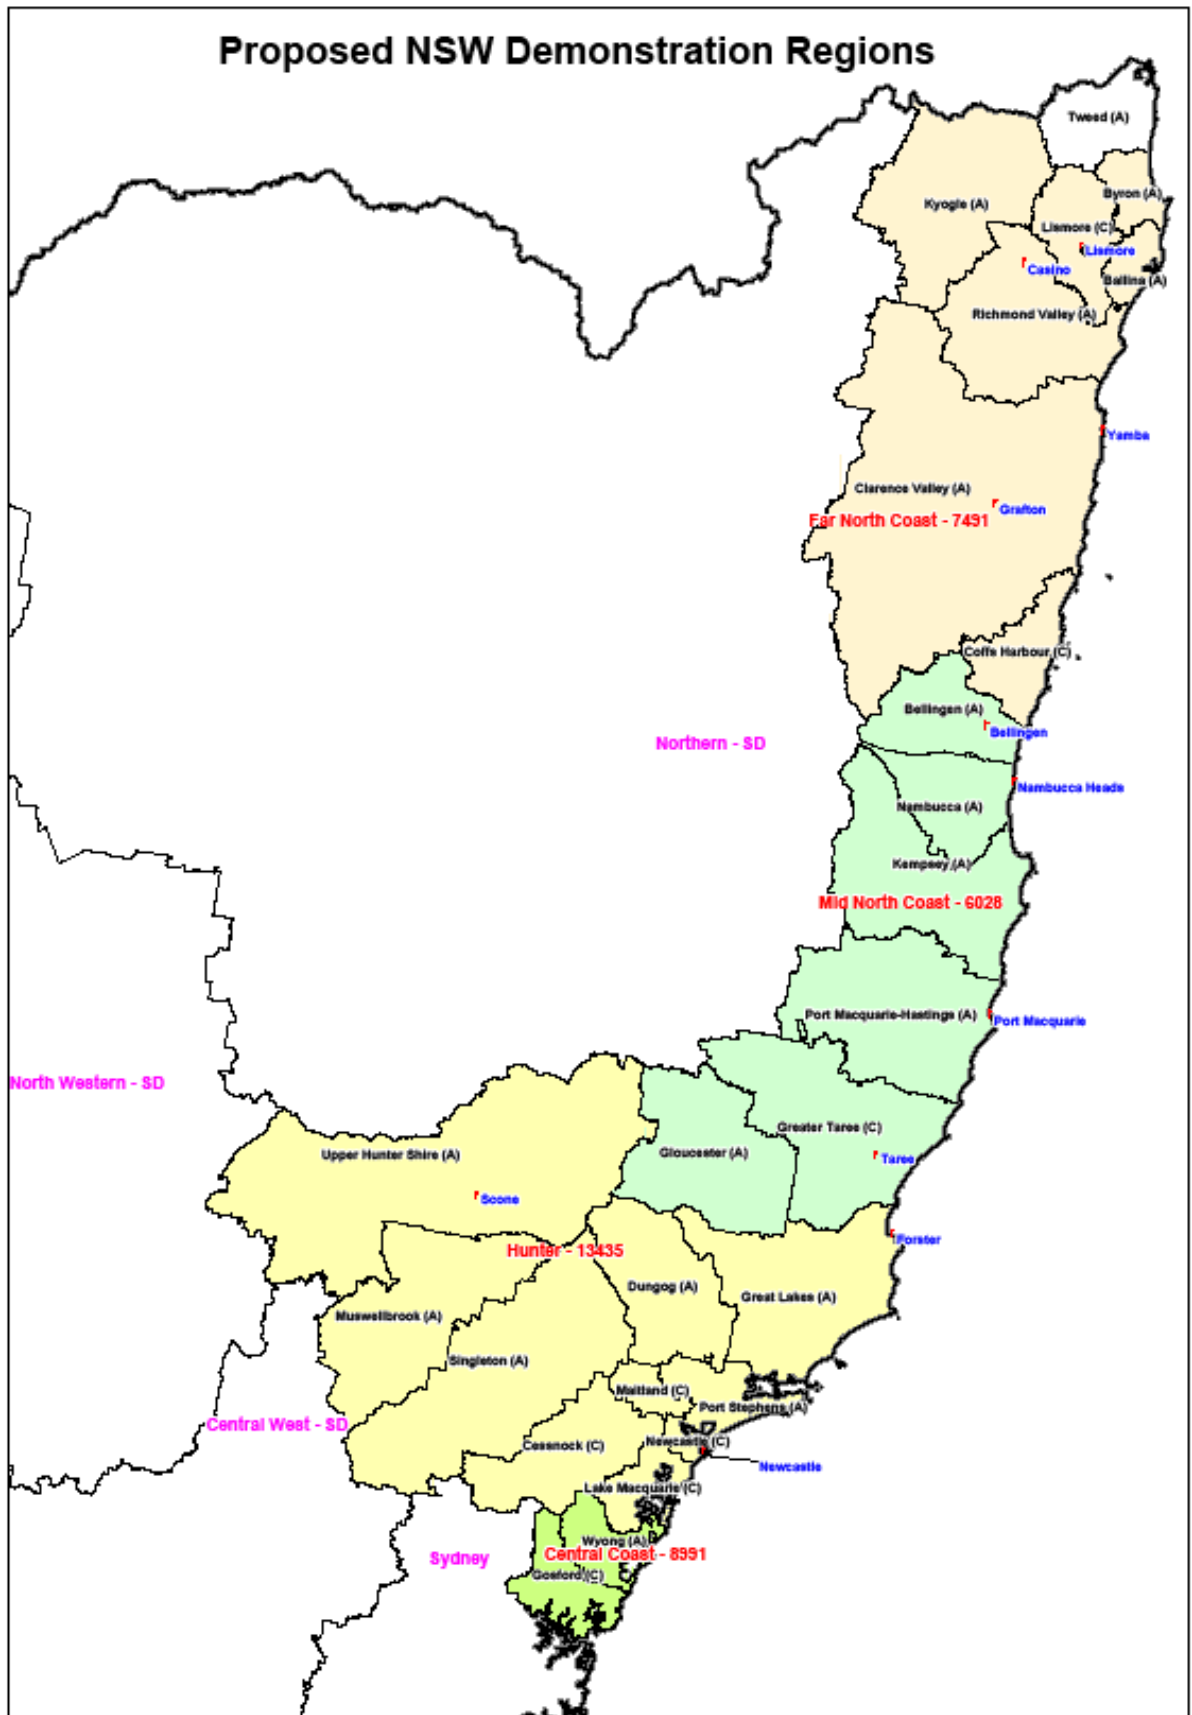 Proposed NSW Demonstration Regions
Tweed (A)
Byron (A)
Kyogle (A)
Lismore (C)
Lismore
Casino
Ballina (A)
Richmond Valley (A)
Yamba
Clarence Valley (A)
Grafton
Far North Coast - 7491
Coffs Harbour (C)
Bellingen (A)
Bellingen
Northern - SD
Nambucca Heads
Nambucca (A)
Kempsey (A)
Mid North Coast - 6028
Port Macquarie-Hastings (A)
Port Macquarie
North Western - SD
Greater Taree (C)
Upper Hunter Shire (A)
Gloucester (A)
Taree
Scone
Forster
Hunter - 13435
Dungog (A)
Great Lakes (A)
Muswellbrook (A)
Singleton (A)
Maitland (C)
Port Stephens (A)
Central West - SD
Cessnock (C)
Newcastle (C)
Newcastle
Lake Macquarie (C)
Wyong (A)
Sydney
Central Coast - 8991
Gosford (C)